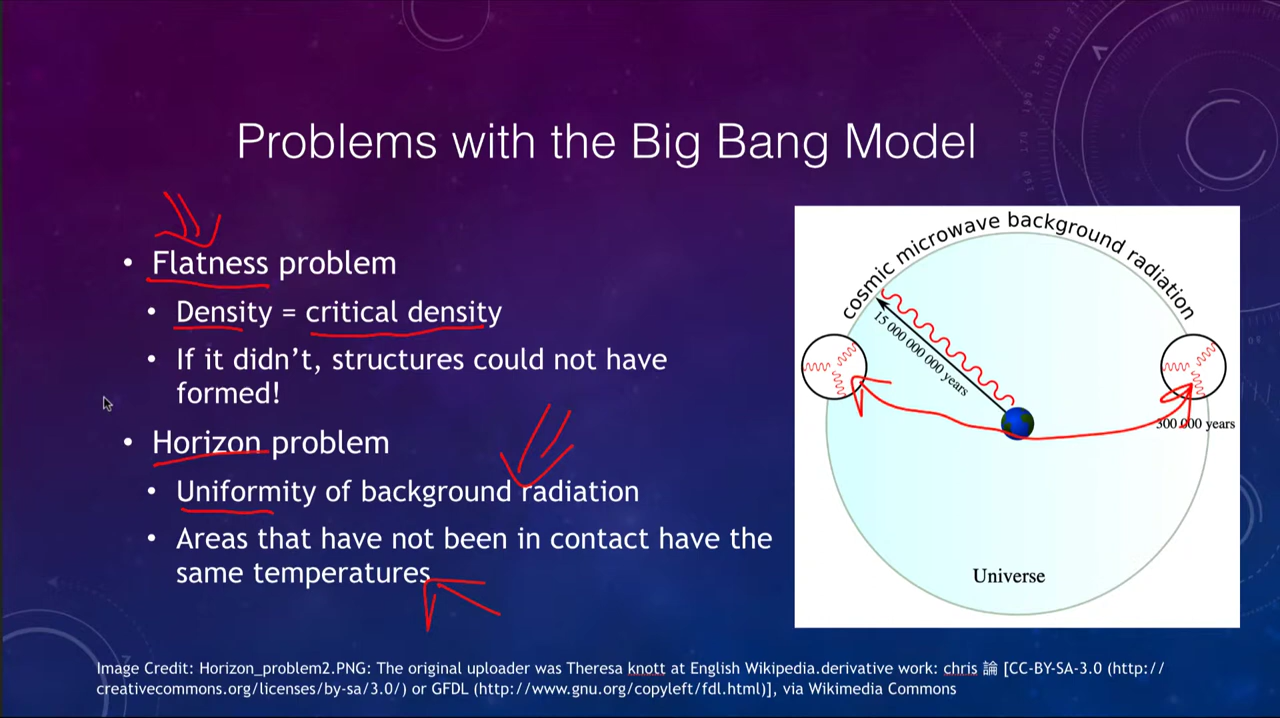 Problems with the Big Bang Model
• Flatness problem
• Density = critical density
• If it didn't, structures could not have
formed!
• Horizon problem
• Uniformity of background radiation
• Areas that have not been in contact have the
same temperatures
cosmic microwave background radiation
15 000 000 000 years
300 000 years
Universe
Image Credit: Horizon_problem2.PNG: The original uploader was Theresa knott at English Wikipedia.derivative work: chris 論 [CC-BY-SA-3.0 (http://
creativecommons.org/licenses/by-sa/3.0/) or GFDL (http://www.gnu.org/copyleft/fdl.html)], via Wikimedia Commons